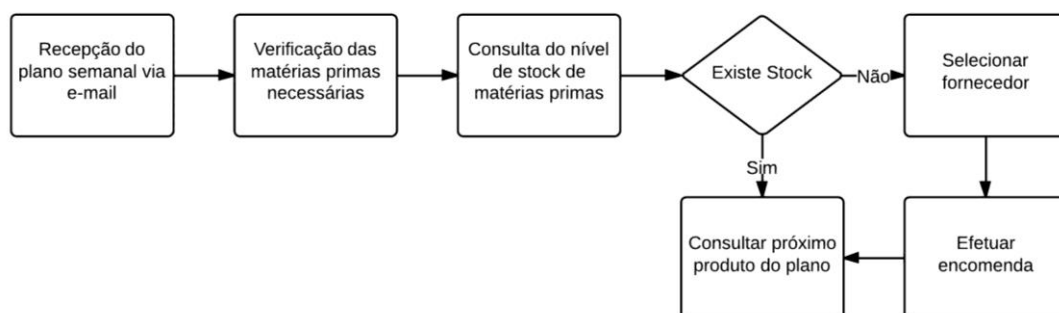 Recepção do
plano semanal via
e-mail
Verificação das
matérias primas
necessárias
Consulta do nível
de stock de
matérias primas
Existe Stock
Não
Selecionar
fornecedor
Sim
Consultar próximo
produto do plano
Efetuar
encomenda